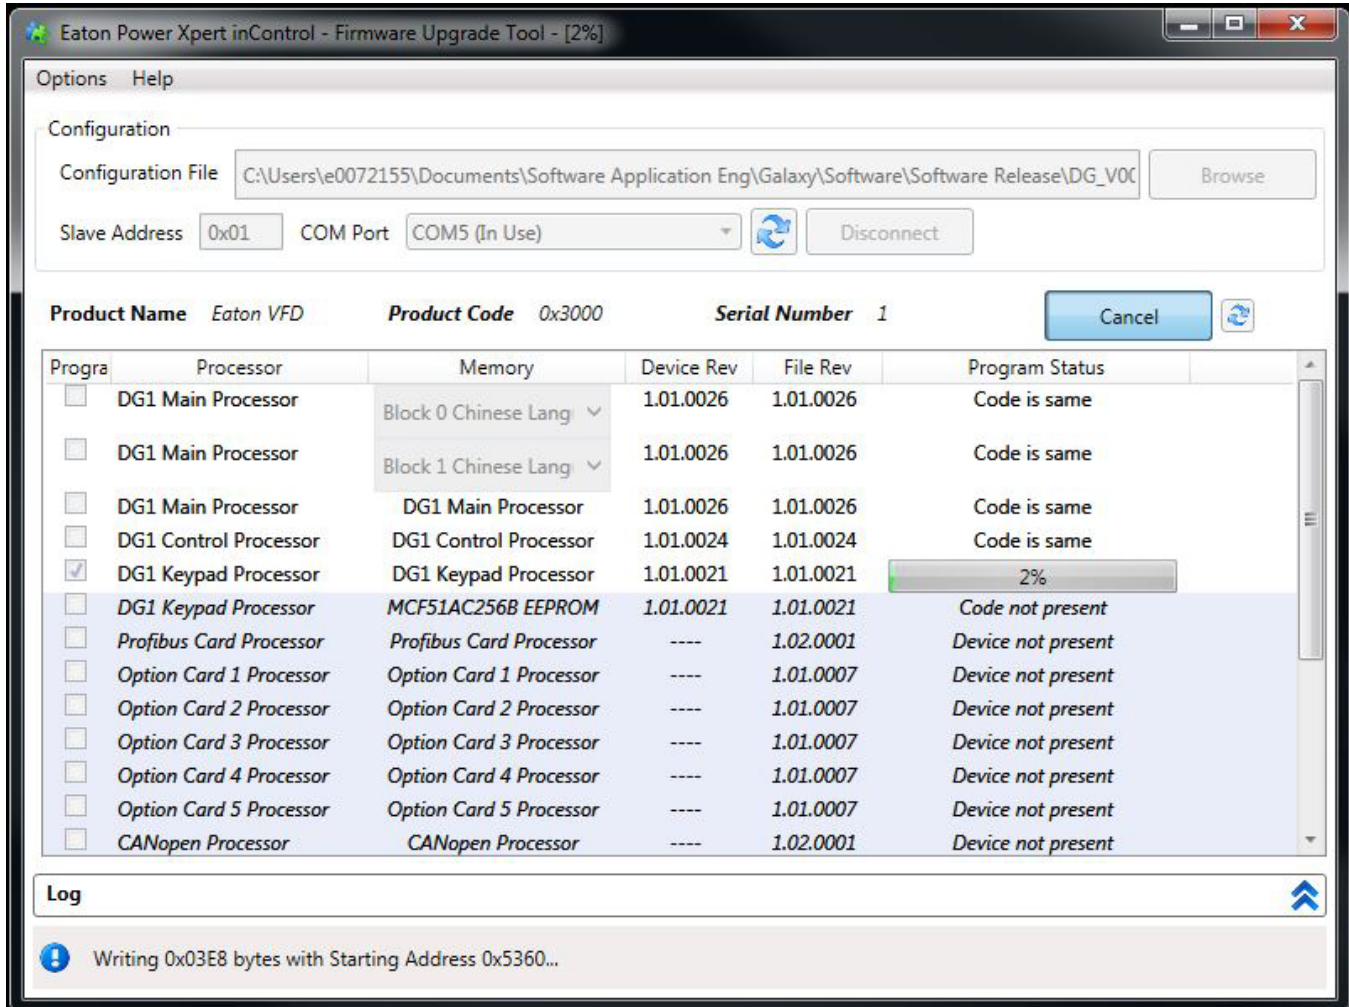 Eaton Power Xpert inControl - Firmware Upgrade Tool - [2%]
Options Help
Configuration
Configuration File C:\Users\e0072155\Documents\Software Application Eng\Galaxy\Software\Software Release\DG_V00 Browse
Slave Address 0x01 COM Port COM5 (In Use) Disconnect
Product Name Eaton VFD Product Code 0x3000 Serial Number 1 Cancel
Progra Processor Memory Device Rev File Rev Program Status
DG1 Main Processor Block 0 Chinese Lang 1.01.0026 1.01.0026 Code is same
DG1 Main Processor Block 1 Chinese Lang 1.01.0026 1.01.0026 Code is same
DG1 Main Processor DG1 Main Processor 1.01.0026 1.01.0026 Code is same
DG1 Control Processor DG1 Control Processor 1.01.0024 1.01.0024 Code is same
DG1 Keypad Processor DG1 Keypad Processor 1.01.0021 1.01.0021 2%
DG1 Keypad Processor MCF51AC256B EEPROM 1.01.0021 1.01.0021 Code not present
Profibus Card Processor Profibus Card Processor ---- 1.02.0001 Device not present
Option Card 1 Processor Option Card 1 Processor ---- 1.01.0007 Device not present
Option Card 2 Processor Option Card 2 Processor ---- 1.01.0007 Device not present
Option Card 3 Processor Option Card 3 Processor ---- 1.01.0007 Device not present
Option Card 4 Processor Option Card 4 Processor ---- 1.01.0007 Device not present
Option Card 5 Processor Option Card 5 Processor ---- 1.01.0007 Device not present
CANopen Processor CANopen Processor ---- 1.02.0001 Device not present
Log
Writing 0x03E8 bytes with Starting Address 0x5360...